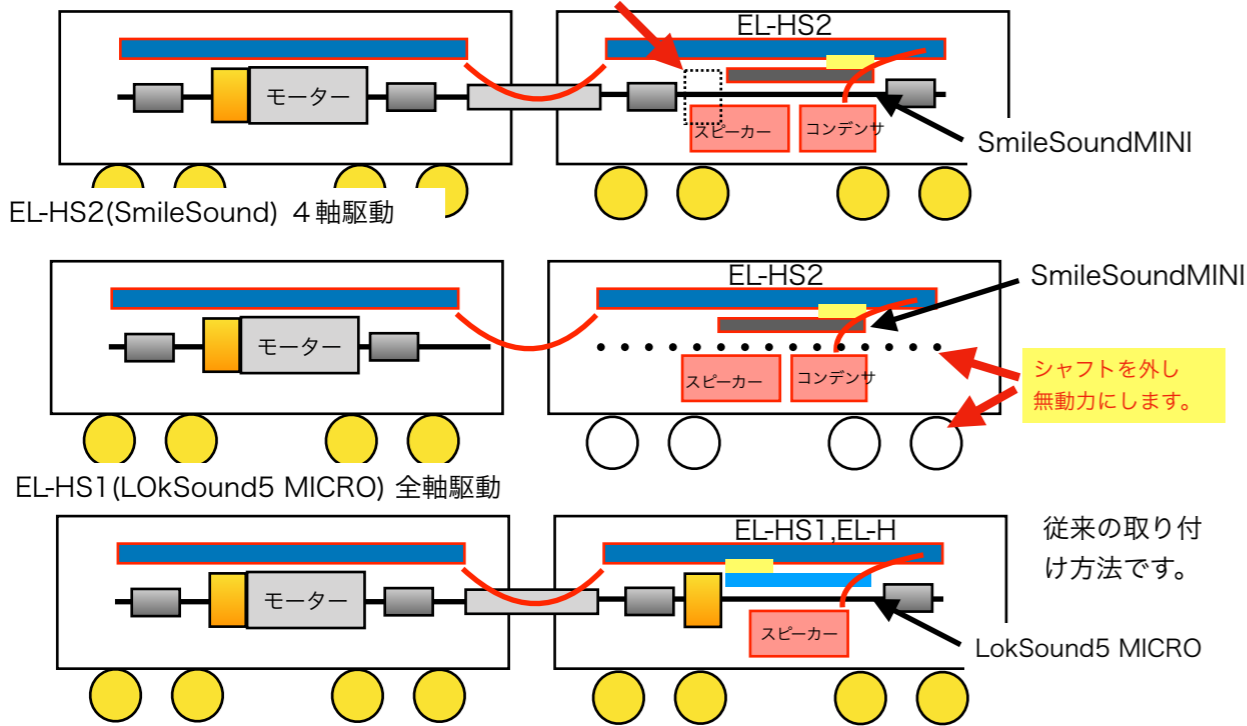 EL-HS2
モーター
スピーカー
コンデンサ
SmileSoundMINI
EL-HS2(SmileSound) ４軸駆動
EL-HS2
SmileSoundMINI
モーター
スピーカー
コンデンサ
シャフトを外し
無動力にします。
EL-HS1(LOkSound5 MICRO) 全軸駆動
EL-HS1,EL-H
従来の取り付
け方法です。
モーター
スピーカー
LokSound5 MICRO